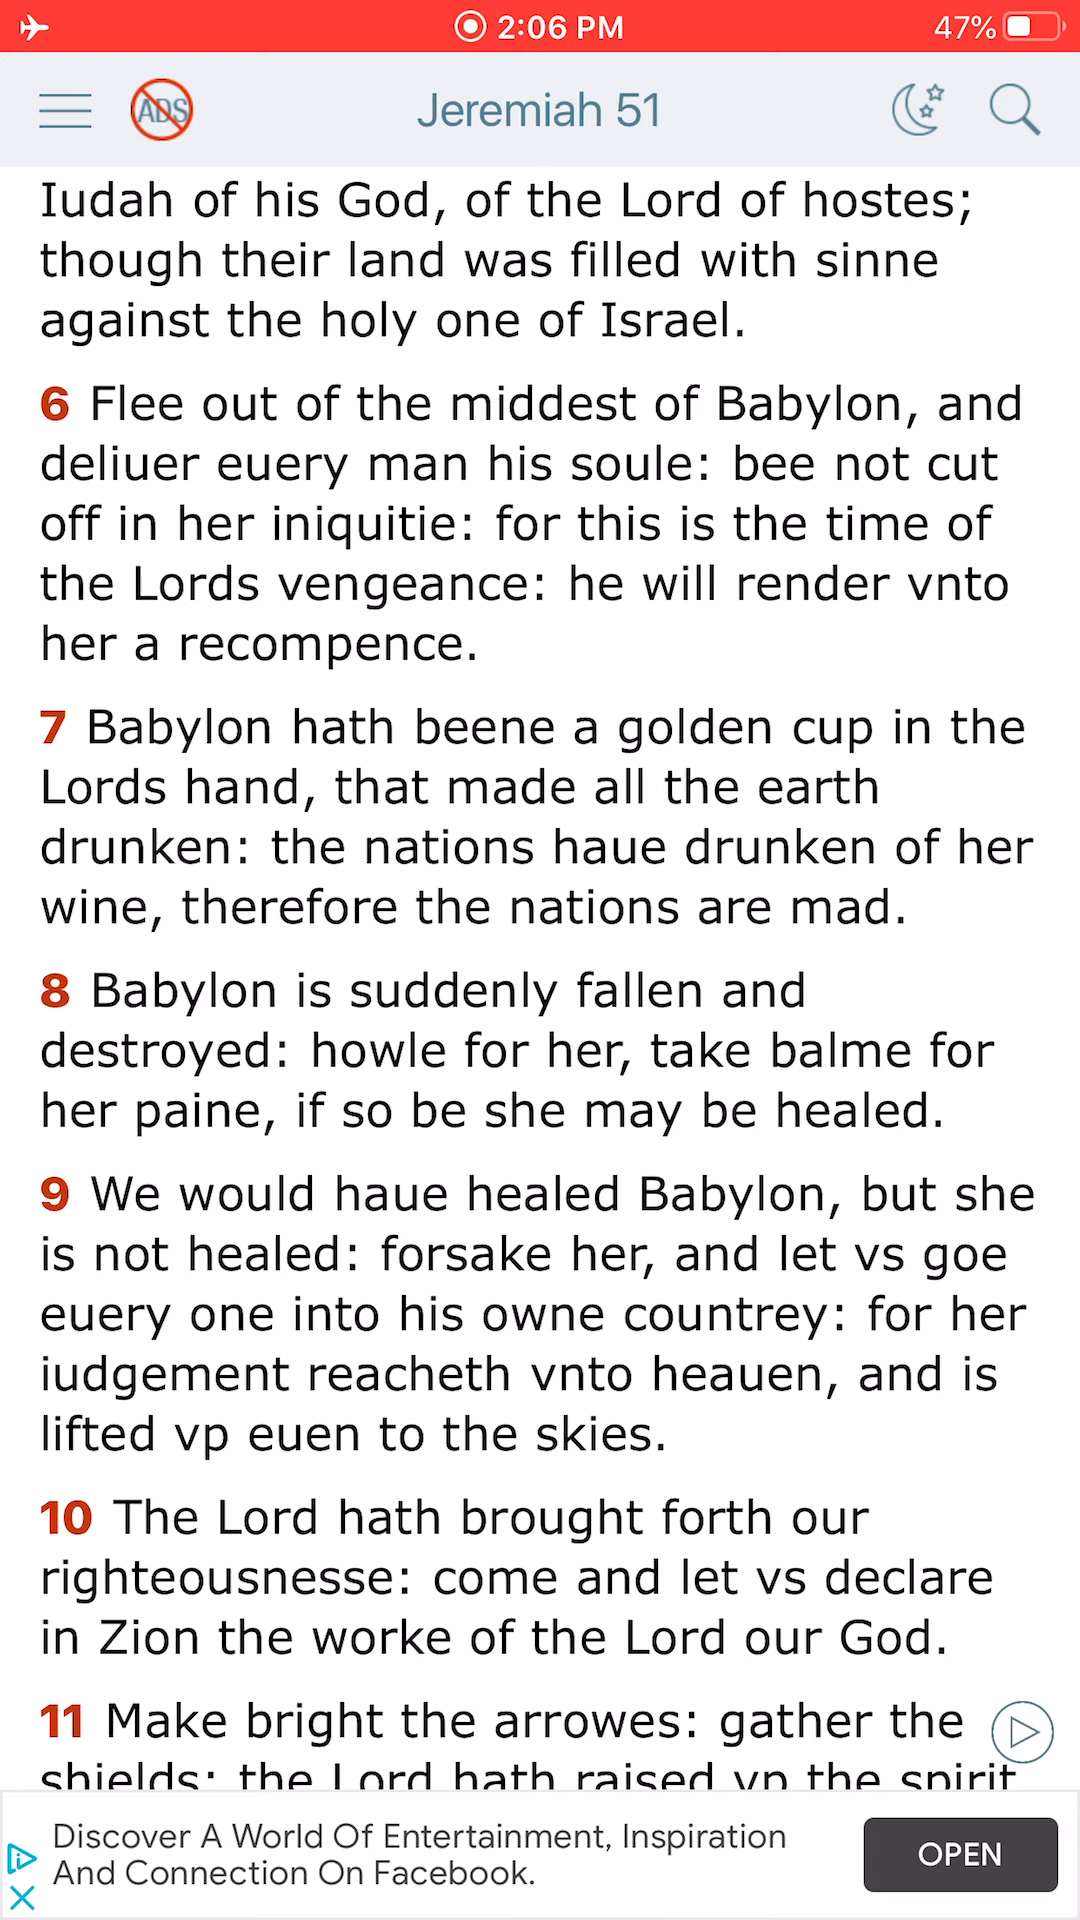 2:06 PM
47%
ADS
Jeremiah 51
Iudah of his God, of the Lord of hostes;
though their land was filled with sinne
against the holy one of Israel.
6 Flee out of the middest of Babylon, and
deliuer euery man his soule: bee not cut
off in her iniquitie: for this is the time of
the Lords vengeance: he will render vnto
her a recompence.
7 Babylon hath beene a golden cup in the
Lords hand, that made all the earth
drunken: the nations haue drunken of her
wine, therefore the nations are mad.
8 Babylon is suddenly fallen and
destroyed: howle for her, take balme for
her paine, if so be she may be healed.
9 We would haue healed Babylon, but she
is not healed: forsake her, and let vs goe
euery one into his owne countrey: for her
iudgement reacheth vnto heauen, and is
lifted vp euen to the skies.
10 The Lord hath brought forth our
righteousnesse: come and let vs declare
in Zion the worke of the Lord our God.
11 Make bright the arrowes: gather the
shields: the Lord hath raised vp the spirit
Discover A World Of Entertainment, Inspiration
And Connection On Facebook.
OPEN